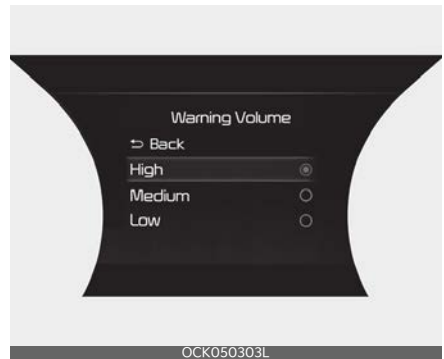 Warning Volume
⮌ Back
High
Medium
Low
OCK050303L